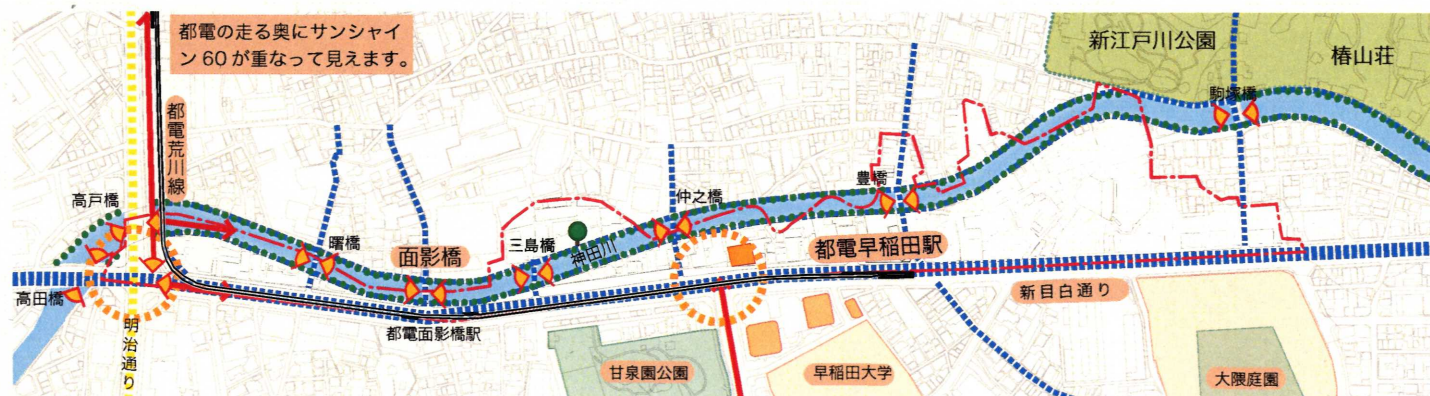 都電の走る奥にサンシャイ
ン60が重なって見えます。
新江戸川公園
椿山荘
駒塚橋
都電荒川線
高戸橋
豊橋
仲之橋
曙橋
面影橋
三島橋
神田川
都電早稲田駅
高田橋
新目白通り
明治通り
都電面影橋駅
甘泉園公園
早稲田大学
大隈庭園